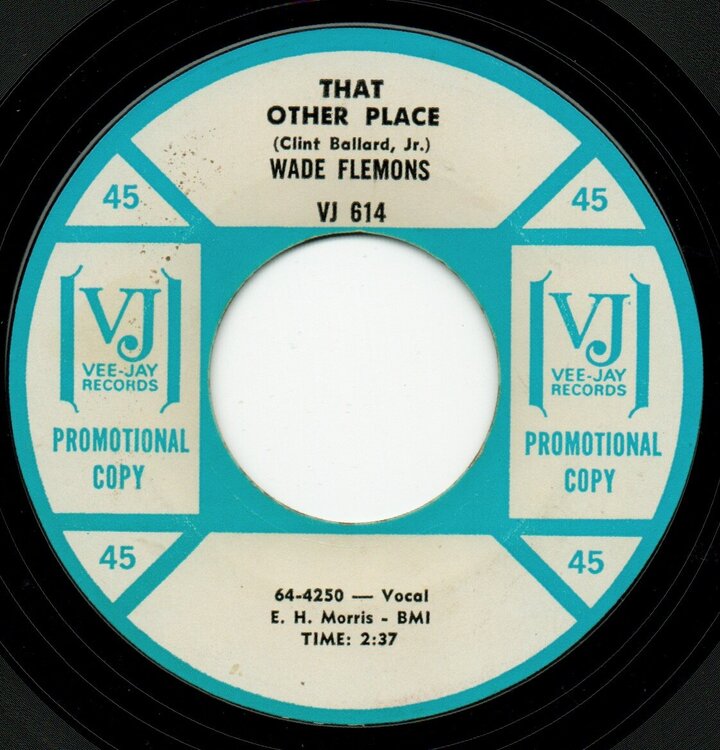 THAT
OTHER PLACE
(Clint Ballard, Jr.)
WADE FLEMONS
VJ 614
45
45
VJ
VEE-JAY
RECORDS
PROMOTIONAL
COPY
VJ
VEE-JAY
RECORDS
PROMOTIONAL
COPY
45
45
64-4250 — Vocal
E. H. Morris - BMI
TIME: 2:37